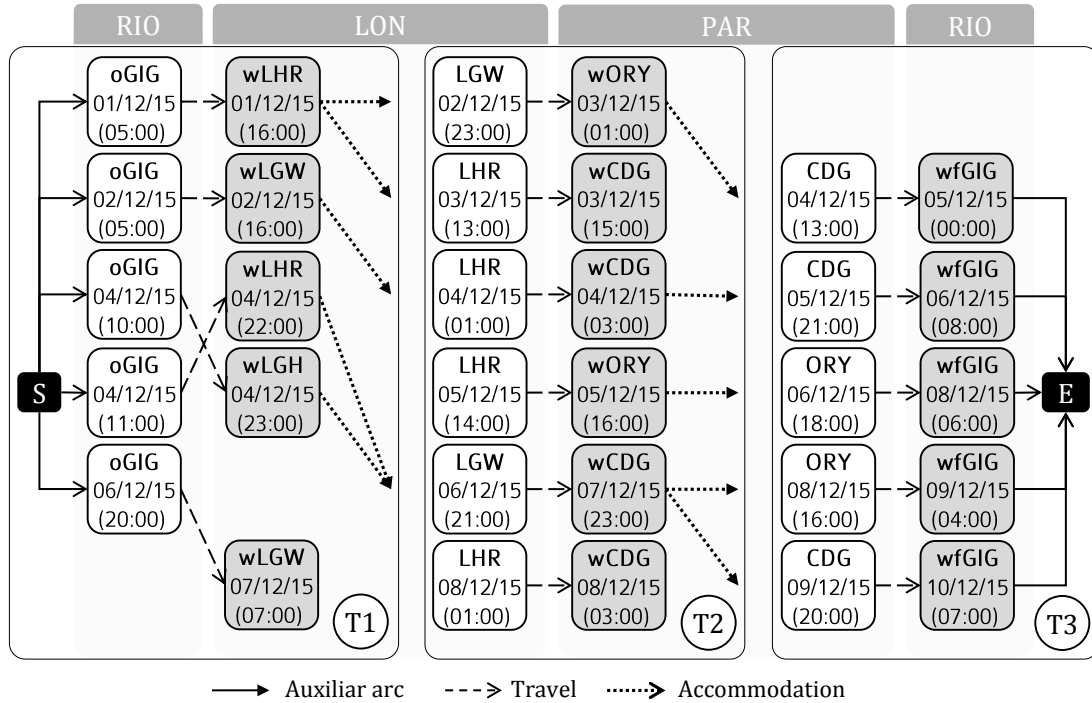 RIO
LON
PAR
RIO
oGIG
01/12/15
(05:00)
wLHR
01/12/15
(16:00)
LGW
02/12/15
(23:00)
wORY
03/12/15
(01:00)
oGIG
02/12/15
(05:00)
wLGW
02/12/15
(16:00)
LHR
03/12/15
(13:00)
wCDG
03/12/15
(15:00)
CDG
04/12/15
(13:00)
wfGIG
05/12/15
(00:00)
oGIG
04/12/15
(10:00)
wLHR
04/12/15
(22:00)
LHR
04/12/15
(01:00)
wCDG
04/12/15
(03:00)
CDG
05/12/15
(21:00)
wfGIG
06/12/15
(08:00)
S
oGIG
04/12/15
(11:00)
wLGH
04/12/15
(23:00)
LHR
05/12/15
(14:00)
wORY
05/12/15
(16:00)
ORY
06/12/15
(18:00)
wfGIG
08/12/15
(06:00)
E
oGIG
06/12/15
(20:00)
LGW
06/12/15
(21:00)
wCDG
07/12/15
(23:00)
ORY
08/12/15
(16:00)
wfGIG
09/12/15
(04:00)
wLGW
07/12/15
(07:00)
T1
LHR
08/12/15
(01:00)
wCDG
08/12/15
(03:00)
T2
CDG
09/12/15
(20:00)
wfGIG
10/12/15
(07:00)
T3
Auxiliar arc
Travel
Accommodation